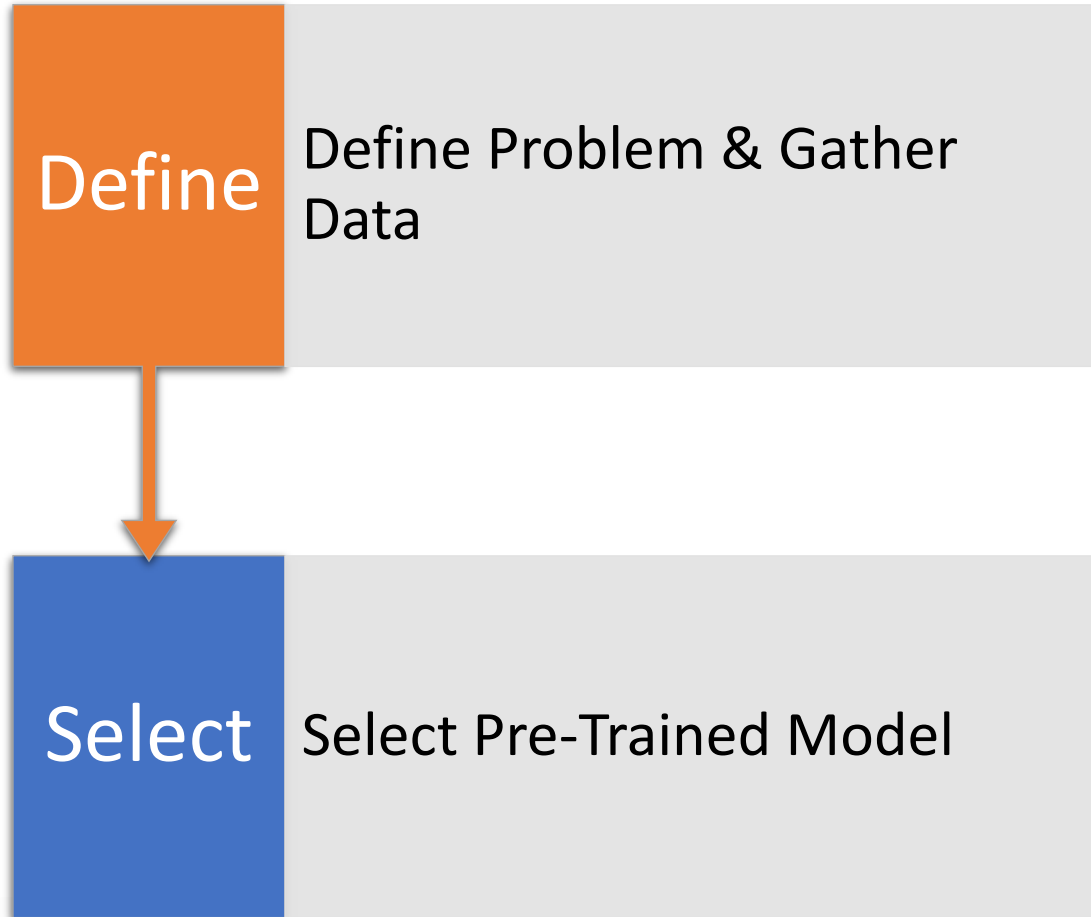 Define
Define Problem & Gather
Data
Select
Select Pre-Trained Model